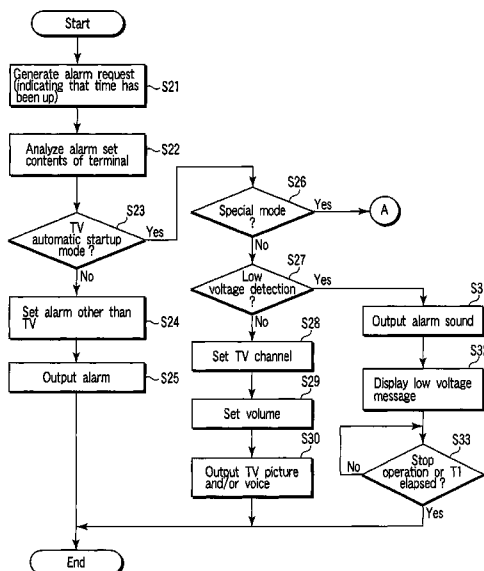 Start
Generate alarm request
(indicating that time has
been up)
S21
Analyze alarm set
contents of terminal
S22
S23
TV
automatic startup
mode ?
Yes
No
Set alarm other than
TV
S24
Output alarm
S25
S26
Special mode
?
Yes
A
No
S27
Low
voltage detection
?
Yes
No
S28
Set TV channel
S29
Set volume
S30
Output TV picture
and/or voice
S3
Output alarm sound
Display low voltage
message
S33
Stop
operation or T1
elapsed ?
No
Yes
End